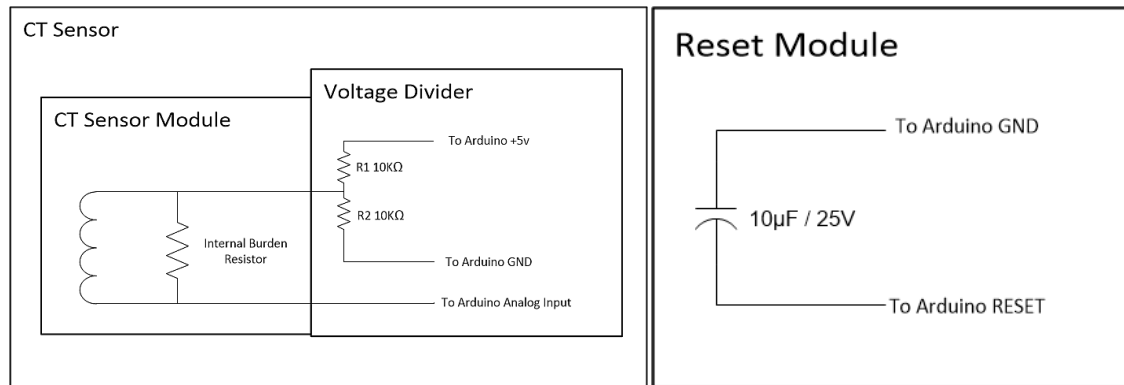 CT Sensor
Voltage Divider
CT Sensor Module
To Arduino +5v
R1 10KΩ
R2 10KΩ
Internal Burden
Resistor
To Arduino GND
To Arduino Analog Input
Reset Module
To Arduino GND
10µF / 25V
To Arduino RESET